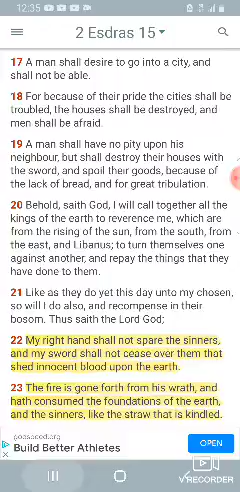 12:35
2 Esdras 15
17 A man shall desire to go into a city, and
shall not be able.
18 For because of their pride the cities shall be
troubled, the houses shall be destroyed, and
men shall be afraid.
19 A man shall have no pity upon his
neighbour, but shall destroy their houses with
the sword, and spoil their goods, because of
the lack of bread, and for great tribulation.
20 Behold, saith God, I will call together all
the kings of the earth to reverence me, which are
from the rising of the sun, from the south, from
the east, and Libanus; to turn themselves one
against another, and repay the things that
they have done to them.
21 Like as they do yet this day unto my chosen,
so will I do also, and recompense in their
bosom. Thus saith the Lord God;
22 My right hand shall not spare the sinners,
and my sword shall not cease over them that
shed innocent blood upon the earth.
23 The fire is gone forth from his wrath, and
hath consumed the foundations of the earth,
and the sinners, like the straw that is kindled.
Build Better Athletes
OPEN
VRECORDER